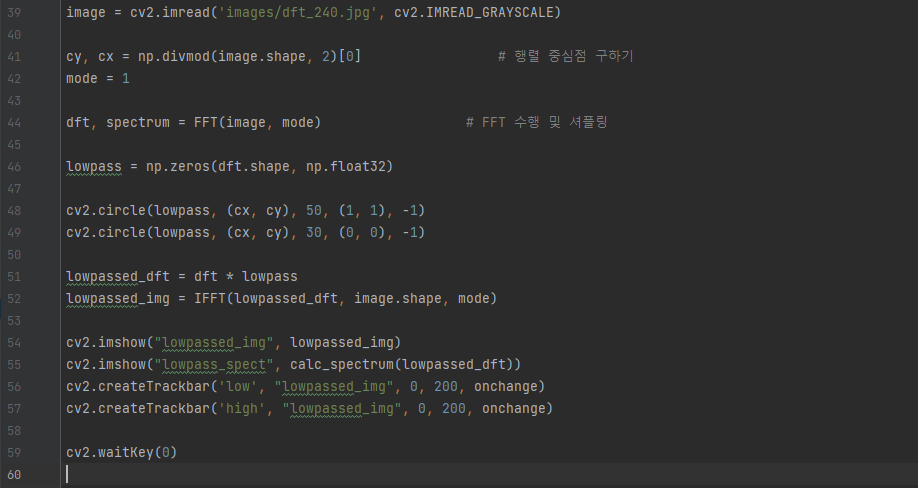 39 image = cv2.imread('images/dft_240.jpg', cv2.IMREAD_GRAYSCALE)
40
41 cy, cx = np.divmod(image.shape, 2)[0] # 행렬 중심점 구하기
42 mode = 1
43
44 dft, spectrum = FFT(image, mode) # FFT 수행 및 셔플링
45
46 lowpass = np.zeros(dft.shape, np.float32)
47
48 cv2.circle(lowpass, (cx, cy), 50, (1, 1), -1)
49 cv2.circle(lowpass, (cx, cy), 30, (0, 0), -1)
50
51 lowpassed_dft = dft * lowpass
52 lowpassed_img = IFFT(lowpassed_dft, image.shape, mode)
53
54 cv2.imshow("lowpassed_img", lowpassed_img)
55 cv2.imshow("lowpass_spect", calc_spectrum(lowpassed_dft))
56 cv2.createTrackbar('low', "lowpassed_img", 0, 200, onchange)
57 cv2.createTrackbar('high', "lowpassed_img", 0, 200, onchange)
58
59 cv2.waitKey(0)
60